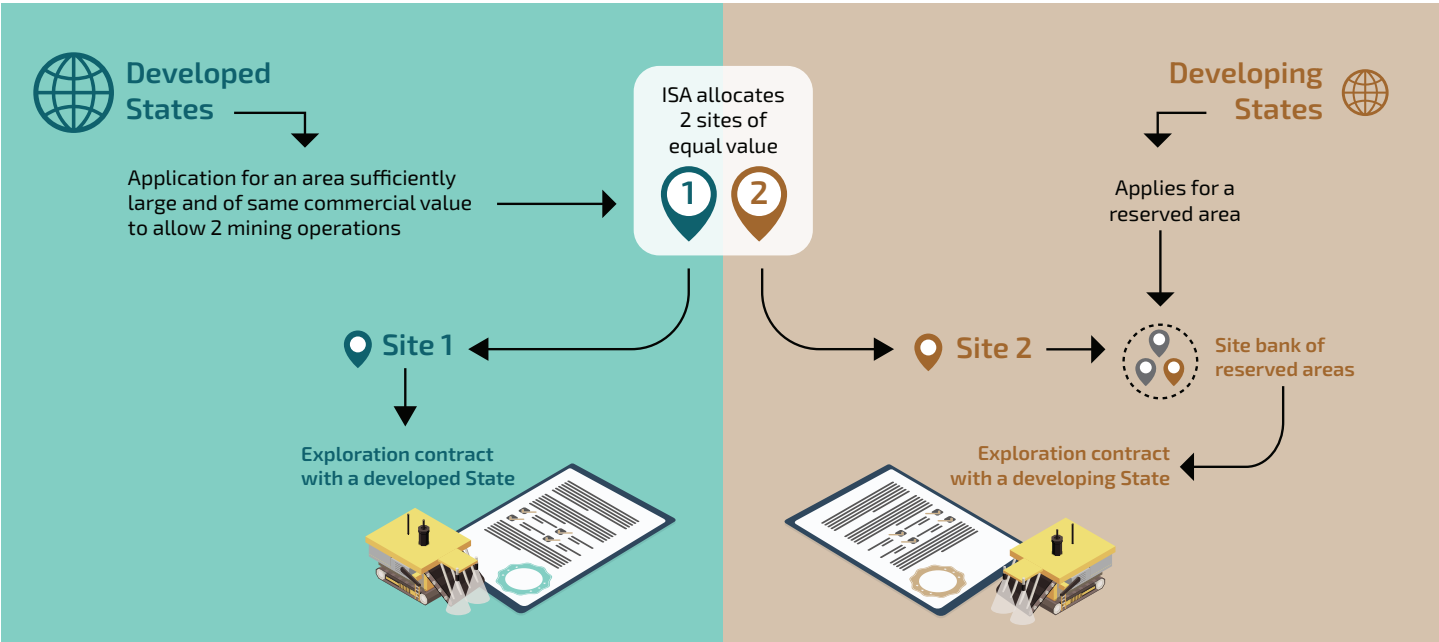 Developed
States
Application for an area sufficiently
large and of same commercial value
to allow 2 mining operations
ISA allocates
2 sites of
equal value
1
2
Developing
States
Applies for a
reserved area
Site 1
Site 2
Site bank of
reserved areas
Exploration contract
with a developed State
Exploration contract
with a developing State